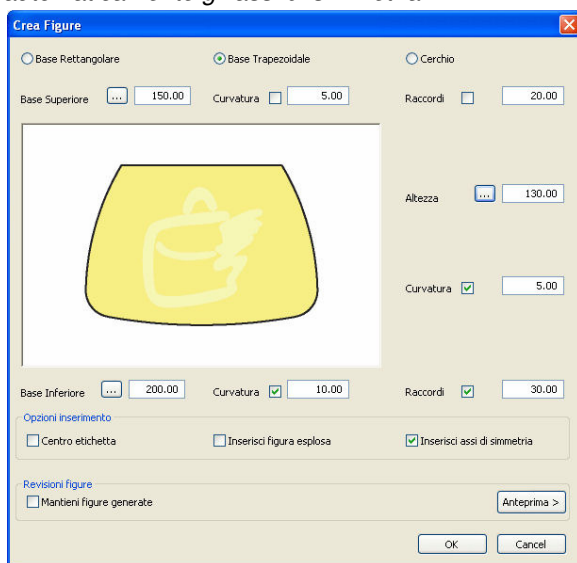 Crea Figure
Base Rettangolare Base Trapezoidale Cerchio
Base Superiore ... 150.00 Curvatura 5.00 Raccordi 20.00
Altezza ... 130.00
Curvatura 5.00
Base Inferiore ... 200.00 Curvatura 10.00 Raccordi 30.00
Opzioni inserimento
Centro etichetta Inserisci figura esplosa Inserisci assi di simmetria
Revisioni figure
Mantieni figure generate Anteprima >
OK Cancel